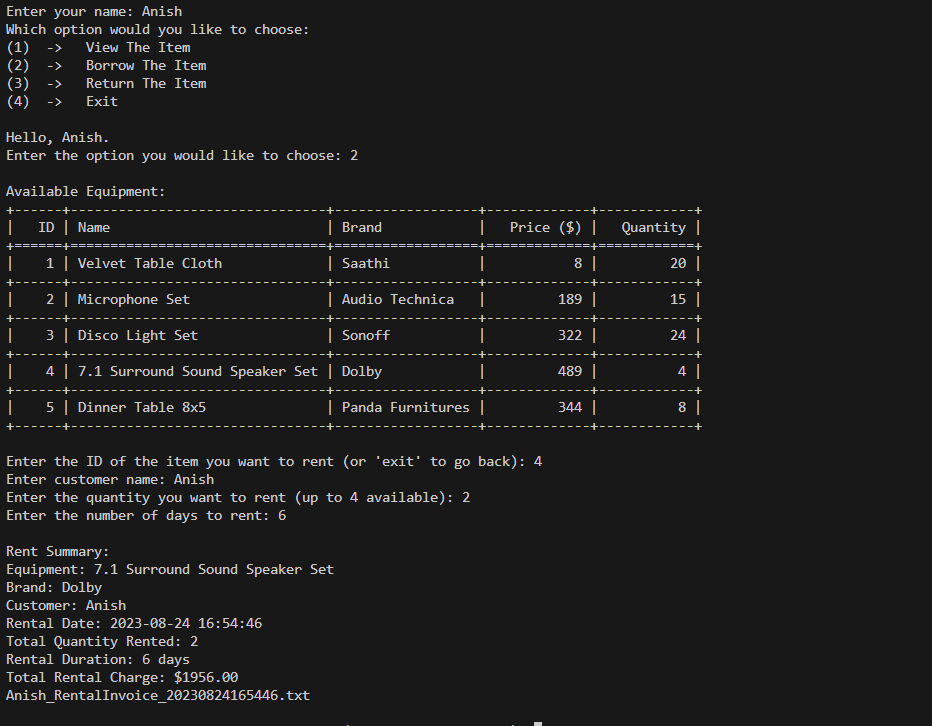 Enter your name: Anish
Which option would you like to choose:
(1)  ->   View The Item
(2)  ->   Borrow The Item
(3)  ->   Return The Item
(4)  ->   Exit

Hello, Anish.
Enter the option you would like to choose: 2

Available Equipment:
+------+--------------------------------+------------------+-------------+------------+
|   ID | Name                           | Brand            |   Price ($) |   Quantity |
+======+================================+==================+=============+============+
|    1 | Velvet Table Cloth             | Saathi           |           8 |         20 |
+------+--------------------------------+------------------+-------------+------------+
|    2 | Microphone Set                 | Audio Technica   |         189 |         15 |
+------+--------------------------------+------------------+-------------+------------+
|    3 | Disco Light Set                | Sonoff           |         322 |         24 |
+------+--------------------------------+------------------+-------------+------------+
|    4 | 7.1 Surround Sound Speaker Set | Dolby            |         489 |          4 |
+------+--------------------------------+------------------+-------------+------------+
|    5 | Dinner Table 8x5               | Panda Furnitures |         344 |          8 |
+------+--------------------------------+------------------+-------------+------------+

Enter the ID of the item you want to rent (or 'exit' to go back): 4
Enter customer name: Anish
Enter the quantity you want to rent (up to 4 available): 2
Enter the number of days to rent: 6

Rent Summary:
Equipment: 7.1 Surround Sound Speaker Set
Brand: Dolby
Customer: Anish
Rental Date: 2023-08-24 16:54:46
Total Quantity Rented: 2
Rental Duration: 6 days
Total Rental Charge: $1956.00
Anish_RentalInvoice_20230824165446.txt